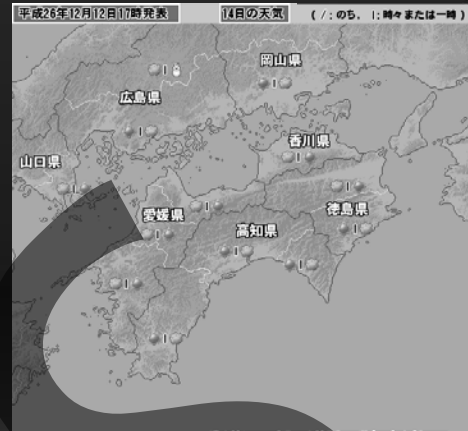 平成26年12月12日17時発表 14日の天気 ( / : のち、 I : 時々または一時 )
岡山県
広島県
香川県
山口県
愛媛県
徳島県
高知県